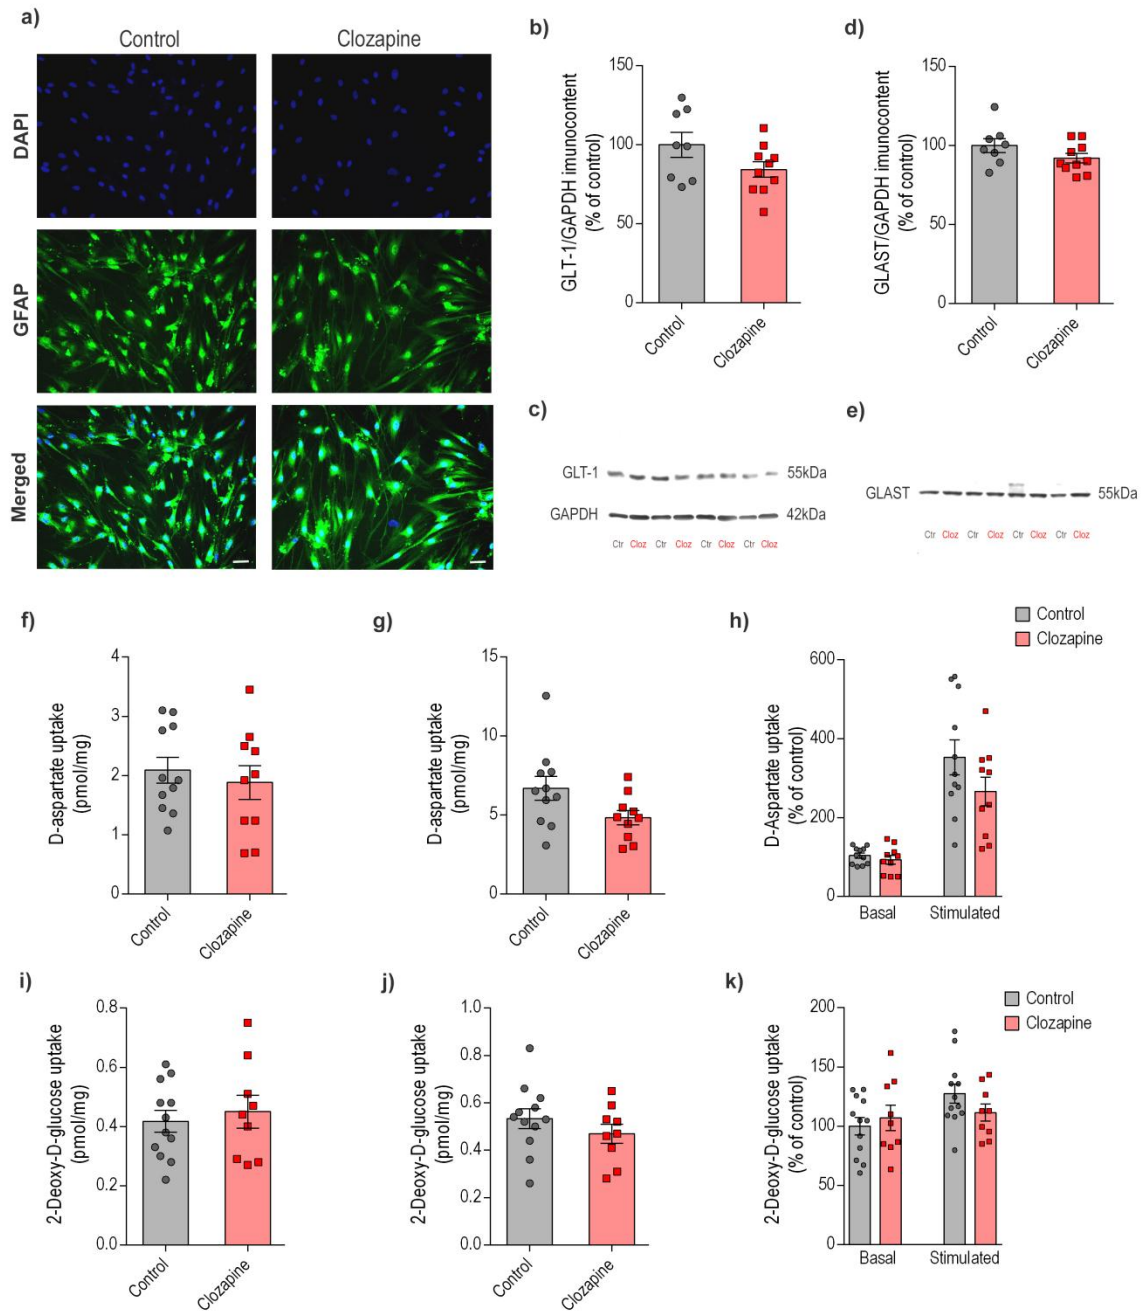 a)
Control
Clozapine
DAPI
GFAP
Merged
b)
GLT-1/GAPDH imunocontent
(% of control)
150
100
50
0
Control
Clozapine
d)
GLAST/GAPDH imunocontent
(% of control)
150
100
50
0
Control
Clozapine
c)
GLT-1
55kDa
GAPDH
42kDa
Ctr Cloz Ctr Cloz Ctr Cloz Ctr Cloz
e)
GLAST
55kDa
Ctr Cloz Ctr Cloz Ctr Cloz Ctr Cloz
f)
D-aspartate uptake
(pmol/mg)
4
3
2
1
0
Control
Clozapine
g)
D-aspartate uptake
(pmol/mg)
15
10
5
0
Control
Clozapine
h)
Control
Clozapine
D-Aspartate uptake
(% of control)
600
400
200
0
Basal
Stimulated
i)
2-Deoxy-D-glucose uptake
(pmol/mg)
0.8
0.6
0.4
0.2
0.0
Control
Clozapine
j)
2-Deoxy-D-glucose uptake
(pmol/mg)
1.0
0.8
0.6
0.4
0.2
0.0
Control
Clozapine
k)
Control
Clozapine
2-Deoxy-D-glucose uptake
(% of control)
200
150
100
50
0
Basal
Stimulated